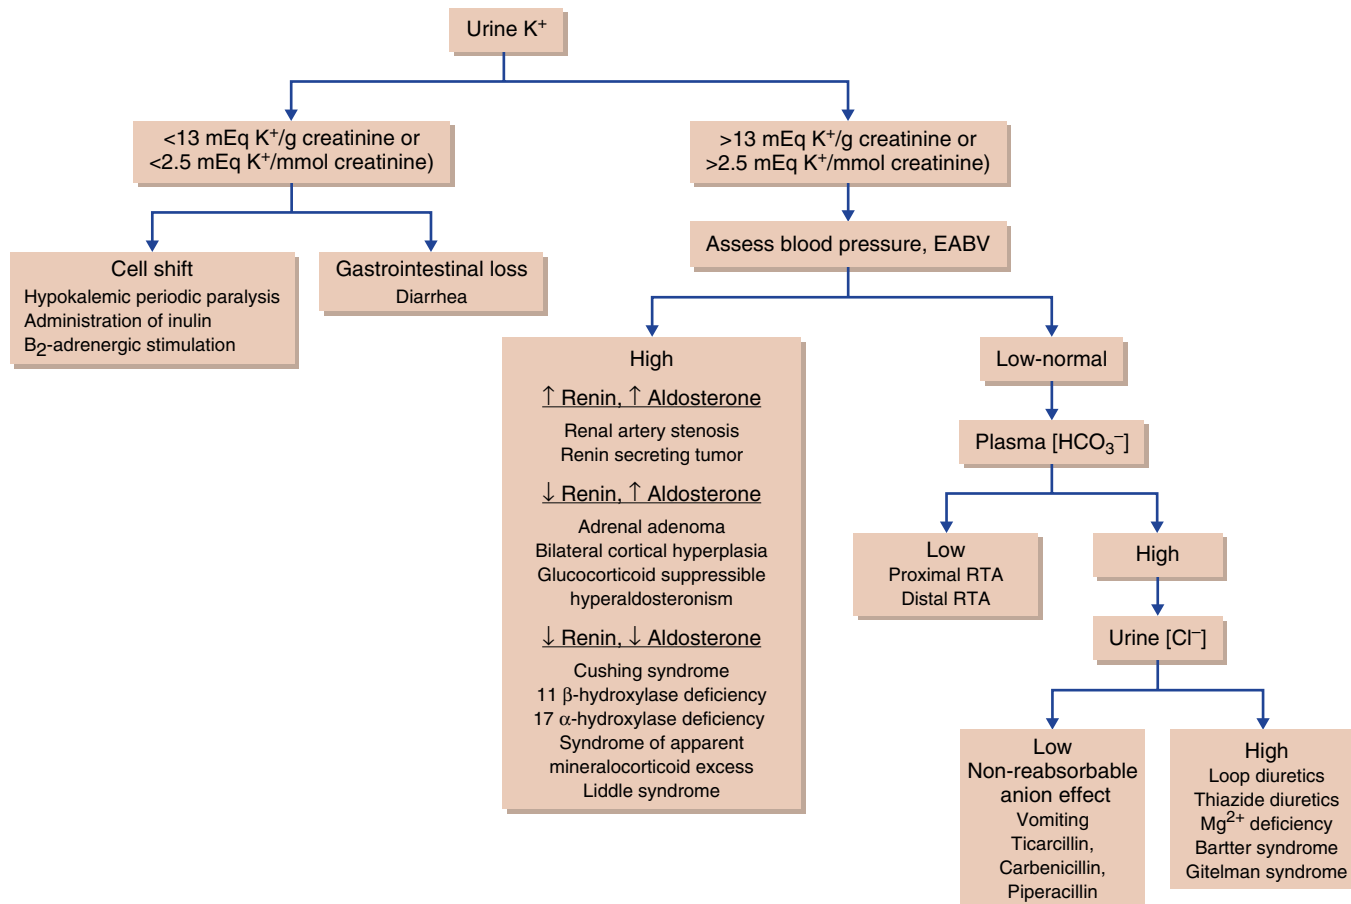 Urine K⁺
<13 mEq K⁺/g creatinine or
<2.5 mEq K⁺/mmol creatinine)
>13 mEq K⁺/g creatinine or
>2.5 mEq K⁺/mmol creatinine)
Cell shift
Hypokalemic periodic paralysis
Administration of inulin
B₂-adrenergic stimulation
Gastrointestinal loss
Diarrhea
Assess blood pressure, EABV
High
↑ Renin, ↑ Aldosterone
Renal artery stenosis
Renin secreting tumor
↓ Renin, ↑ Aldosterone
Adrenal adenoma
Bilateral cortical hyperplasia
Glucocorticoid suppressible
hyperaldosteronism
↓ Renin, ↓ Aldosterone
Cushing syndrome
11 β-hydroxylase deficiency
17 α-hydroxylase deficiency
Syndrome of apparent
mineralocorticoid excess
Liddle syndrome
Low-normal
Plasma [HCO₃⁻]
Low
Proximal RTA
Distal RTA
High
Urine [Cl⁻]
Low
Non-reabsorbable
anion effect
Vomiting
Ticarcillin,
Carbenicillin,
Piperacillin
High
Loop diuretics
Thiazide diuretics
Mg²⁺ deficiency
Bartter syndrome
Gitelman syndrome